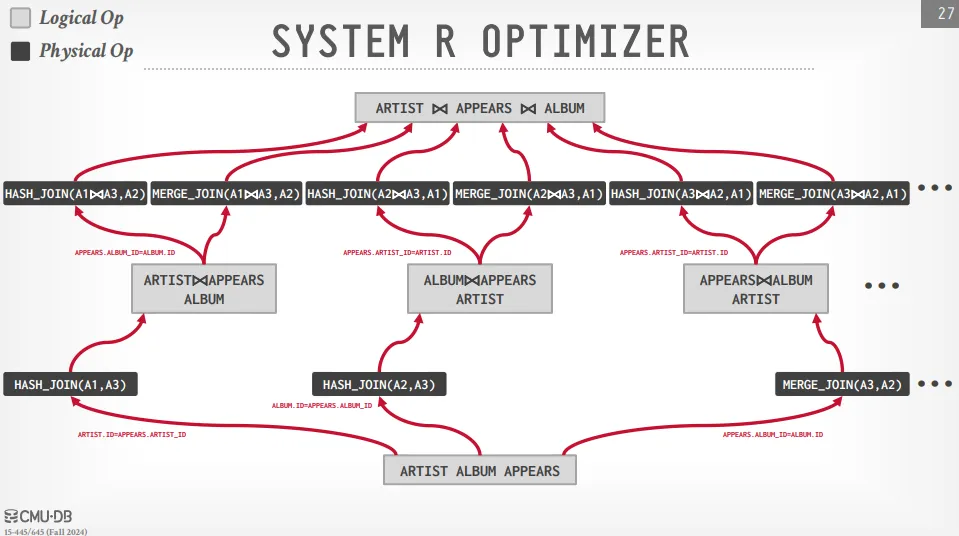 Logical Op
Physical Op
SYSTEM R OPTIMIZER
27
ARTIST ⋈ APPEARS ⋈ ALBUM
HASH_JOIN(A1⋈A3,A2)
MERGE_JOIN(A1⋈A3,A2)
HASH_JOIN(A2⋈A3,A1)
MERGE_JOIN(A2⋈A3,A1)
HASH_JOIN(A3⋈A2,A1)
MERGE_JOIN(A3⋈A2,A1)
•••
APPEARS.ALBUM_ID=ALBUM.ID
APPEARS.ARTIST_ID=ARTIST.ID
APPEARS.ARTIST_ID=ARTIST.ID
ARTIST⋈APPEARS
ALBUM
ALBUM⋈APPEARS
ARTIST
APPEARS⋈ALBUM
ARTIST
•••
HASH_JOIN(A1,A3)
HASH_JOIN(A2,A3)
MERGE_JOIN(A3,A2)
•••
ALBUM.ID=APPEARS.ALBUM_ID
ARTIST.ID=APPEARS.ARTIST_ID
APPEARS.ALBUM_ID=ALBUM.ID
ARTIST ALBUM APPEARS
CMU·DB
15-445/645 (Fall 2024)